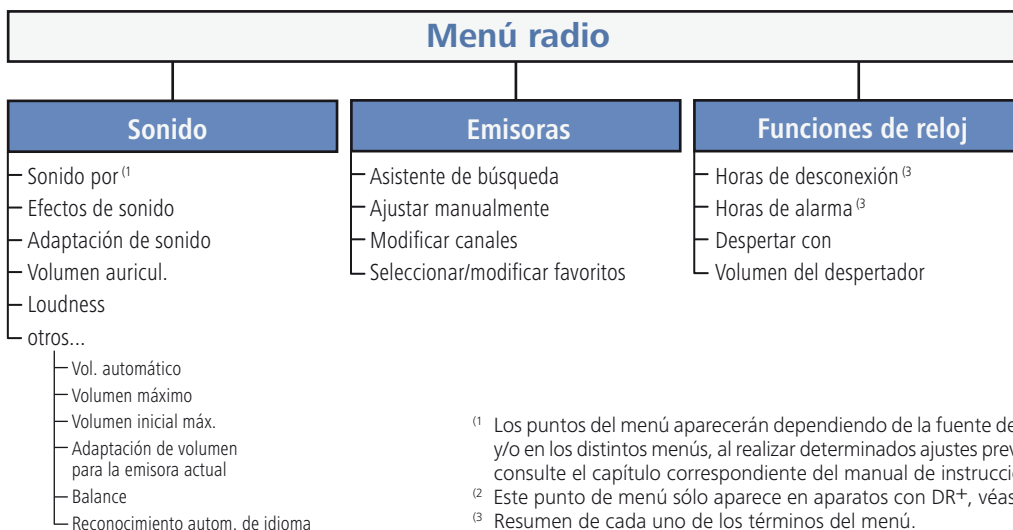 Menú radio
Sonido
Sonido por (1
Efectos de sonido
Adaptación de sonido
Volumen auricul.
Loudness
otros...
Vol. automático
Volumen máximo
Volumen inicial máx.
Adaptación de volumen
para la emisora actual
Balance
Reconocimiento autom. de idioma
Emisoras
Asistente de búsqueda
Ajustar manualmente
Modificar canales
Seleccionar/modificar favoritos
Funciones de reloj
Horas de desconexión (3
Horas de alarma (3
Despertar con
Volumen del despertador
(1 Los puntos del menú aparecerán dependiendo de la fuente de
y/o en los distintos menús, al realizar determinados ajustes
consulte el capítulo correspondiente del manual de
(2 Este punto de menú sólo aparece en aparatos con DR+,
(3 Resumen de cada uno de los términos del menú.